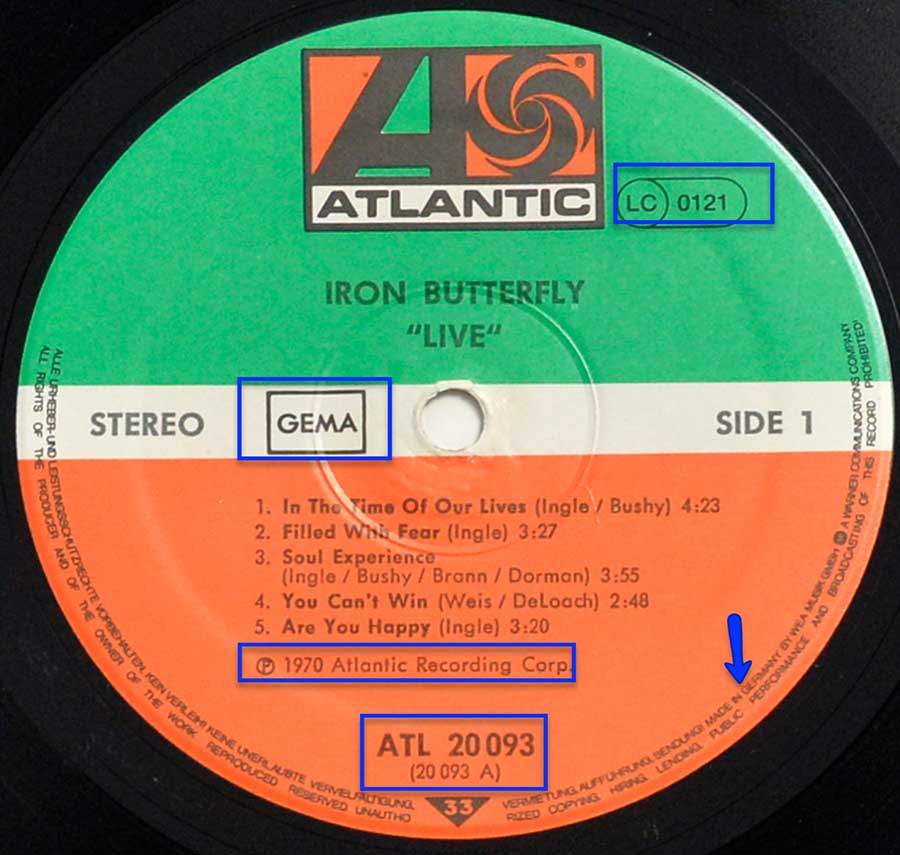 ATLANTIC
®
LC 0121
IRON BUTTERFLY
“LIVE“
STEREO
GEMA
SIDE 1
1. In The Time Of Our Lives (Ingle / Bushy) 4:23
2. Filled With Fear (Ingle) 3:27
3. Soul Experience
(Ingle / Bushy / Brann / Dorman) 3:55
4. You Can't Win (Weis / DeLoach) 2:48
5. Are You Happy (Ingle) 3:20
℗ 1970 Atlantic Recording Corp.
ATL 20 093
(20 093 A)
33
ALLE URHEBER- UND LEISTUNGSSCHUTZRECHTE VORBEHALTEN, KEIN VERLEIH! KEINE UNERLAUBTE VERVIELFÄLTIGUNG,
VERMIETUNG, AUFFÜHRUNG, SENDUNG! MADE IN GERMANY BY WEA MUSIK GMBH A WARNER COMMUNICATIONS COMPANY
ALL RIGHTS OF THE PRODUCER AND OF THE OWNER OF THE WORK REPRODUCED RESERVED UNAUTHO
RIZED COPYING, HIRING, LENDING, PUBLIC PERFORMANCE AND BROADCASTING OF THIS RECORD PROHIBITED!